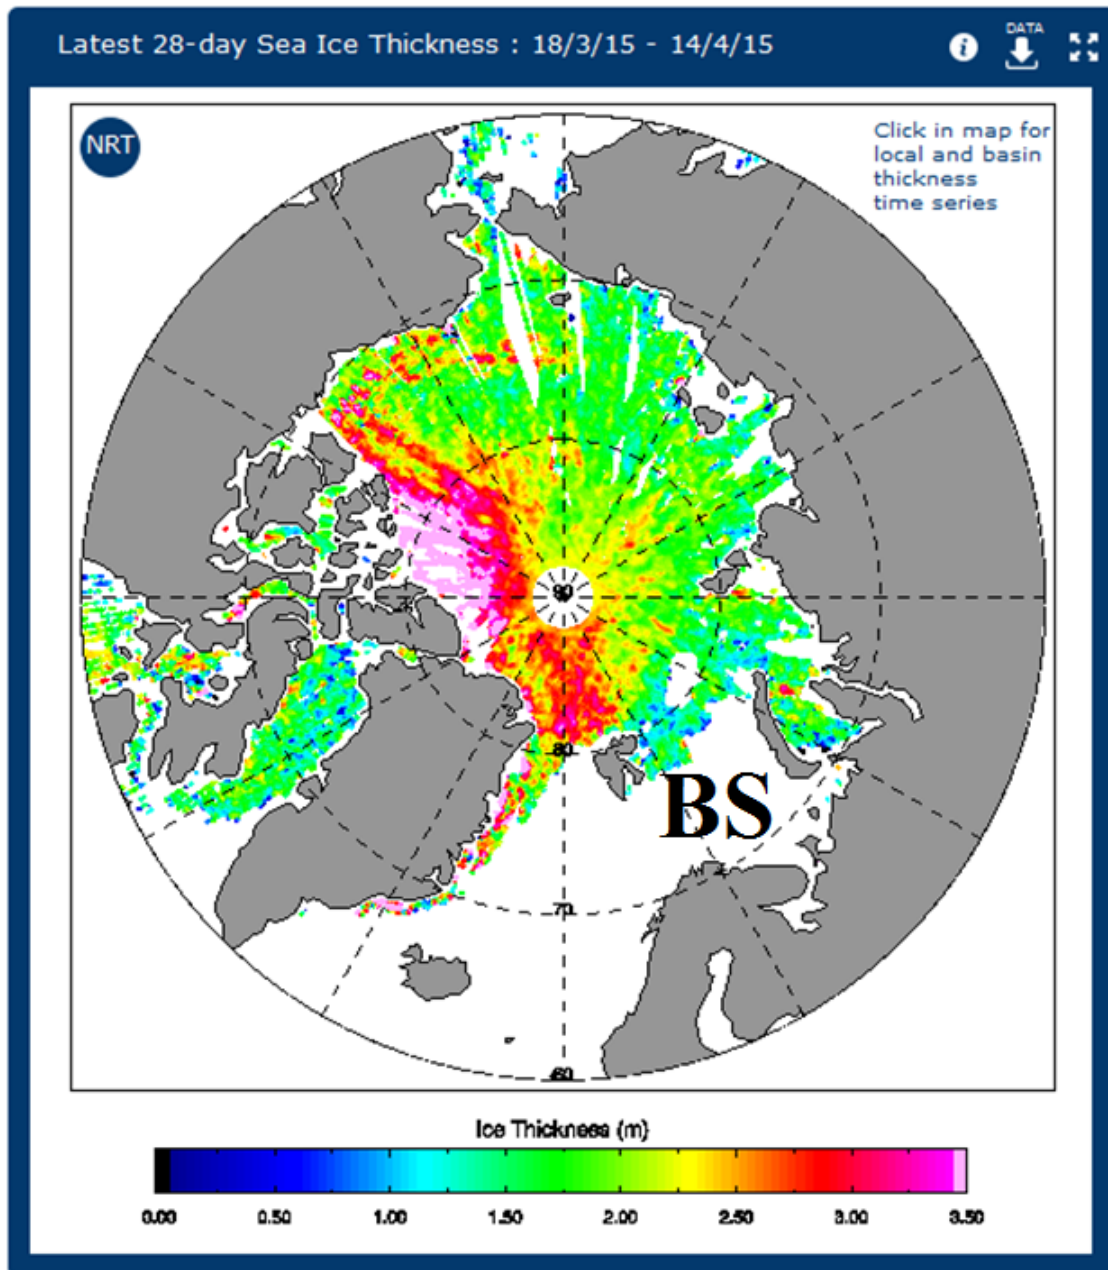 Latest 28-day Sea Ice Thickness : 18/3/15 - 14/4/15
DATA
NRT
Click in map for
local and basin
thickness
time series
90
80
BS
70
60
Ice Thickness (m)
0.00 0.50 1.00 1.50 2.00 2.50 3.00 3.50